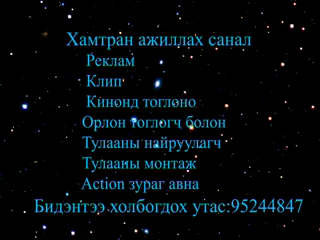 Хамтран ажиллах санал
Реклам
Клип
Кинонд тоглоно
Орлон тоглогч болон
Тулааны найруулагч
Тулааны монтаж
Action зураг авна
Бидэнтээ холбогдох утас:95244847